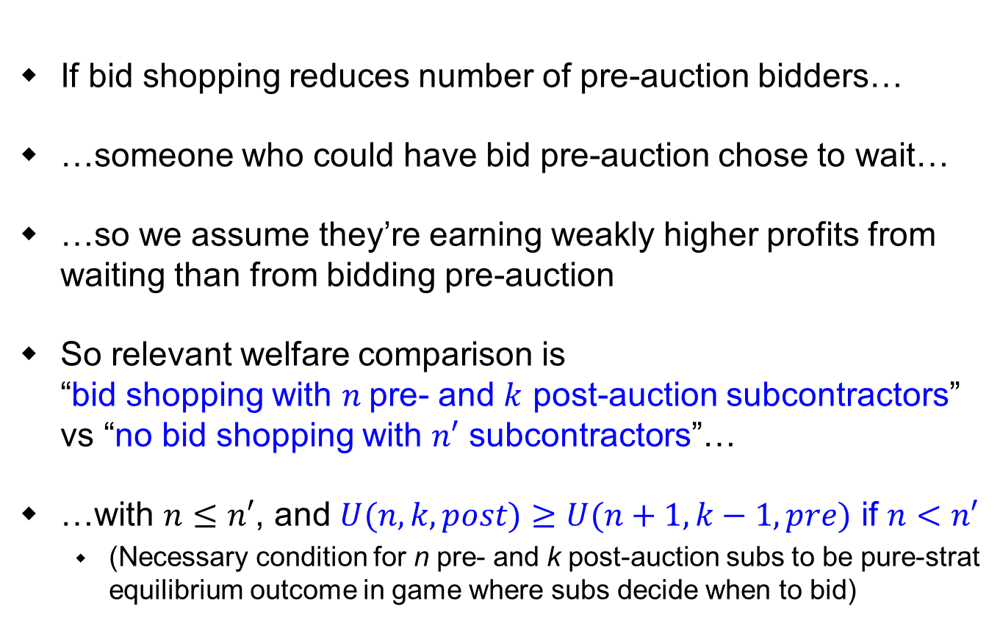 ◆ If bid shopping reduces number of pre-auction bidders…
◆ …someone who could have bid pre-auction chose to wait…
◆ …so we assume they’re earning weakly higher profits from
waiting than from bidding pre-auction
◆ So relevant welfare comparison is
“bid shopping with n pre- and k post-auction subcontractors”
vs “no bid shopping with n′ subcontractors”…
◆ …with n ≤ n′, and U(n, k, post) ≥ U(n + 1, k − 1, pre) if n < n′
◆ (Necessary condition for n pre- and k post-auction subs to be pure-strat
equilibrium outcome in game where subs decide when to bid)